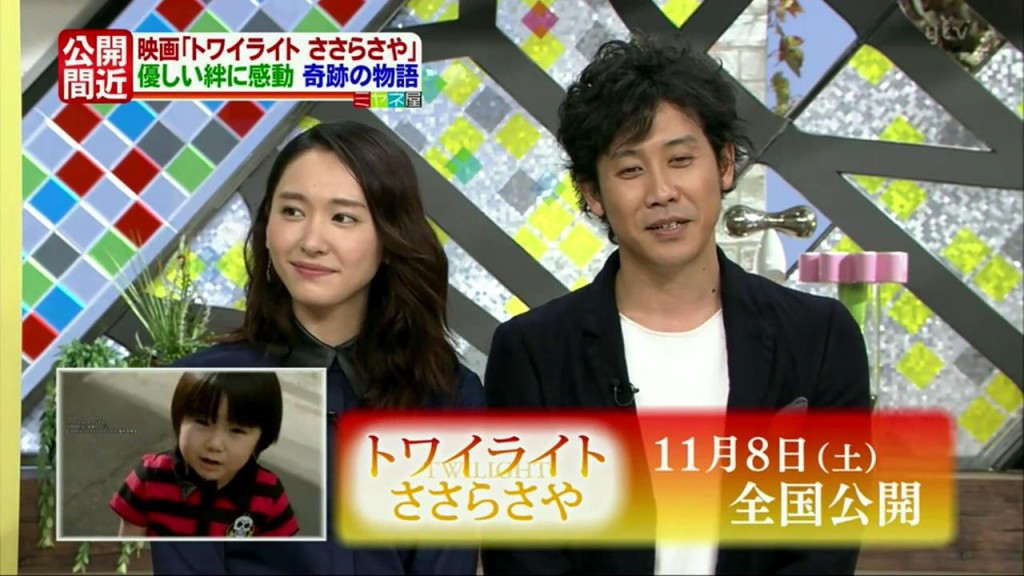 公開
間近
映画「トワイライト ささらさや」
優しい絆に感動 奇跡の物語
ミヤネ屋
ytv
トワイライト
TWILIGHT
ささらさや
11月8日(土)
全国公開